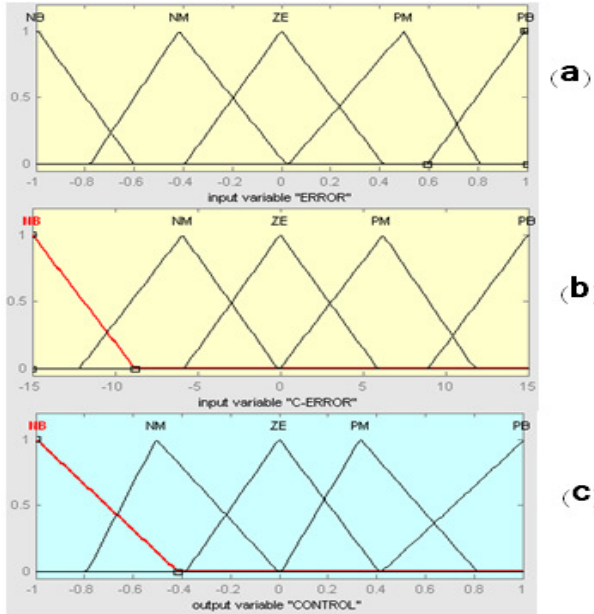 NB NM ZE PM PB
1
0.5
0
-1 -0.8 -0.6 -0.4 -0.2 0 0.2 0.4 0.6 0.8 1
input variable "ERROR"
(a)
NB NM ZE PM PB
1
0.5
0
-15 -10 -5 0 5 10 15
input variable "C-ERROR"
(b
NB NM ZE PM PB
1
0.5
0
-1 -0.8 -0.6 -0.4 -0.2 0 0.2 0.4 0.6 0.8 1
output variable "CONTROL"
(c